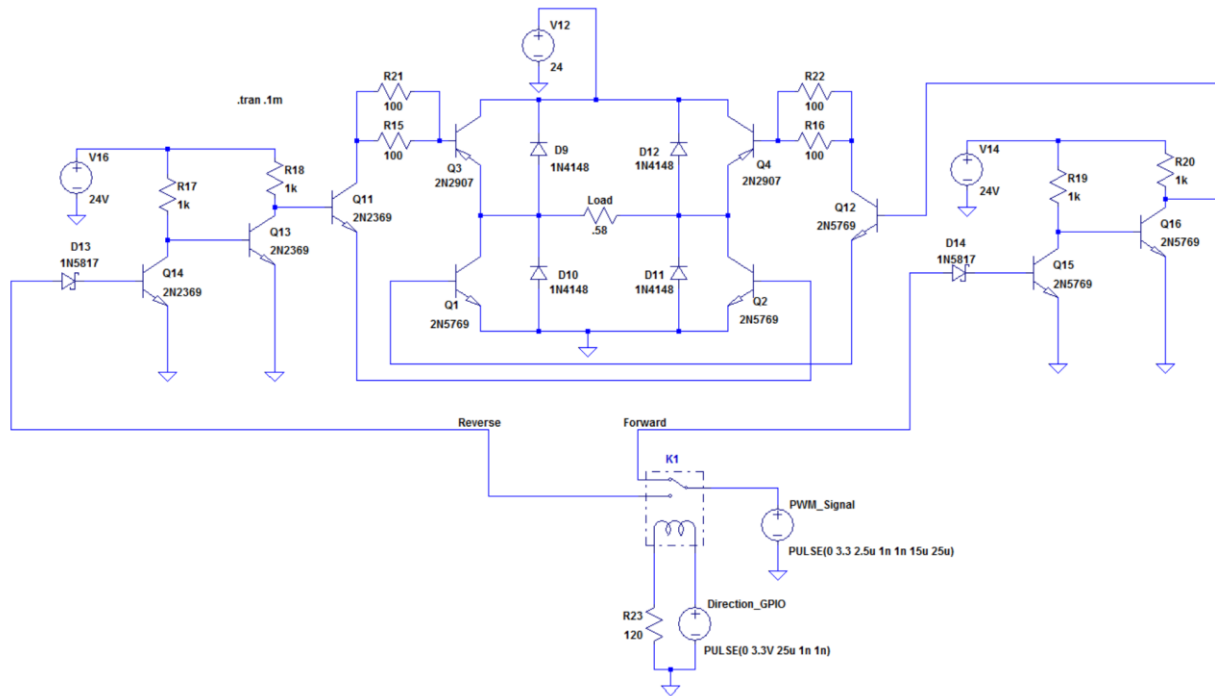 V12
24
R21
100
R22
100
.tran .1m
R15
100
R16
100
V16
24V
R17
1k
R18
1k
Q11
2N2369
Q3
2N2907
D9
1N4148
D12
1N4148
Q4
2N2907
Load
.58
Q12
2N5769
V14
24V
R19
1k
R20
1k
D13
1N5817
Q14
2N2369
Q13
2N2369
Q1
2N5769
D10
1N4148
D11
1N4148
Q2
2N5769
D14
1N5817
Q15
2N5769
Q16
2N5769
Reverse
Forward
K1
PWM_Signal
PULSE(0 3.3 2.5u 1n 1n 15u 25u)
R23
120
Direction_GPIO
PULSE(0 3.3V 25u 1n 1n)